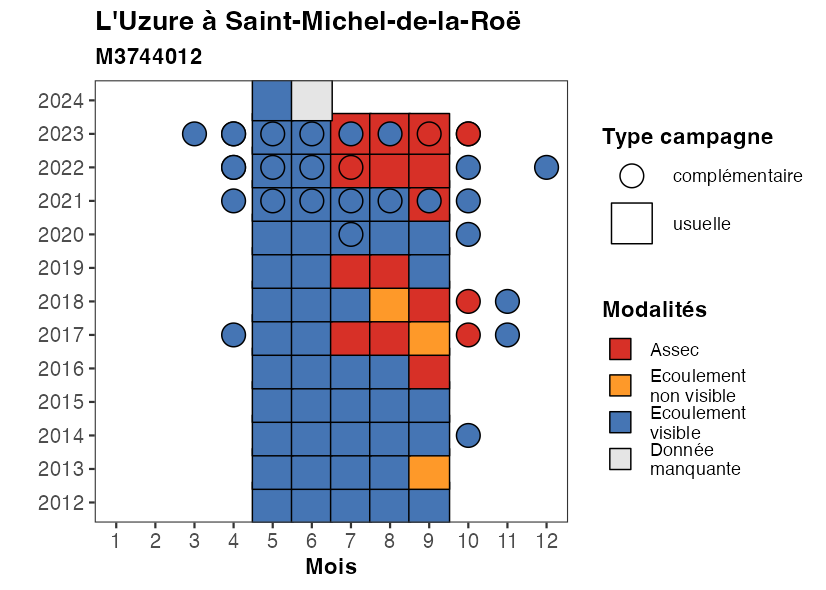 L'Uzure à Saint-Michel-de-la-Roë
M3744012
2024
2023
2022
2021
2020
2019
2018
2017
2016
2015
2014
2013
2012
1 2 3 4 5 6 7 8 9 10 11 12
Mois
Type campagne
complémentaire
usuelle
Modalités
Assec
Ecoulement
non visible
Ecoulement
visible
Donnée
manquante